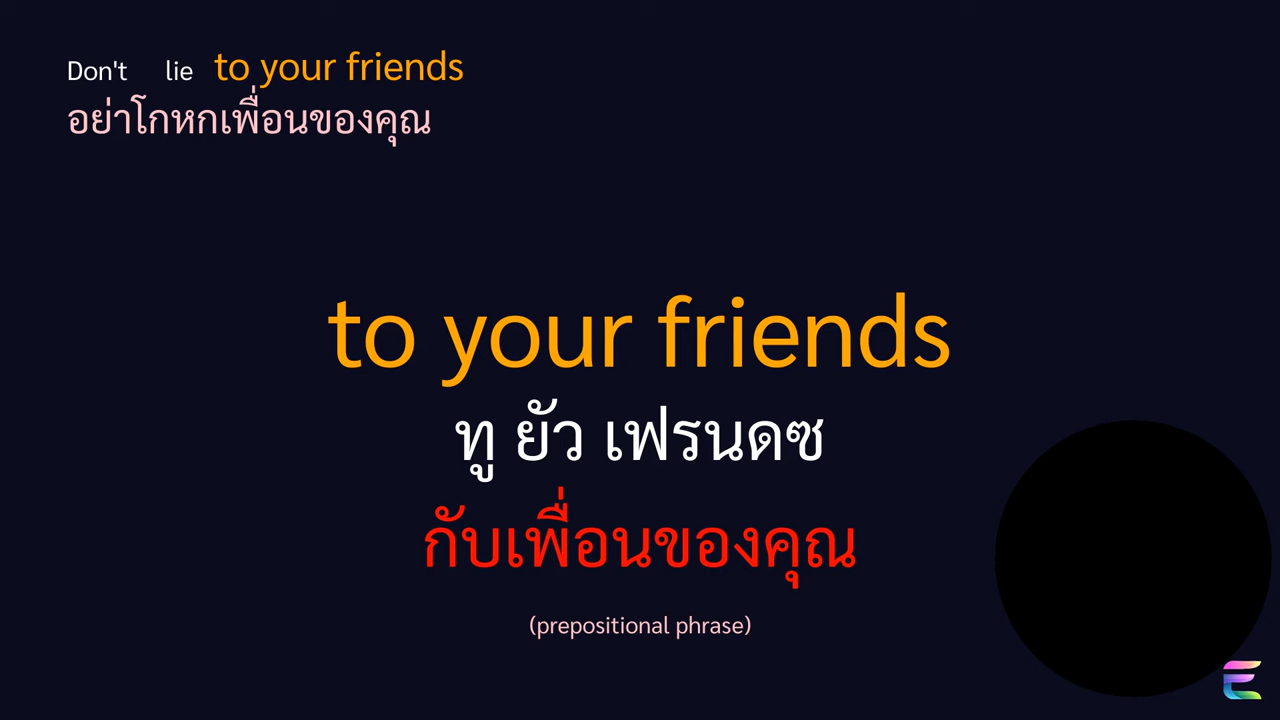 Don't lie to your friends
อย่าโกหกเพื่อนของคุณ
to your friends
ทู ยัว เฟรนดซ
กับเพื่อนของคุณ
(prepositional phrase)